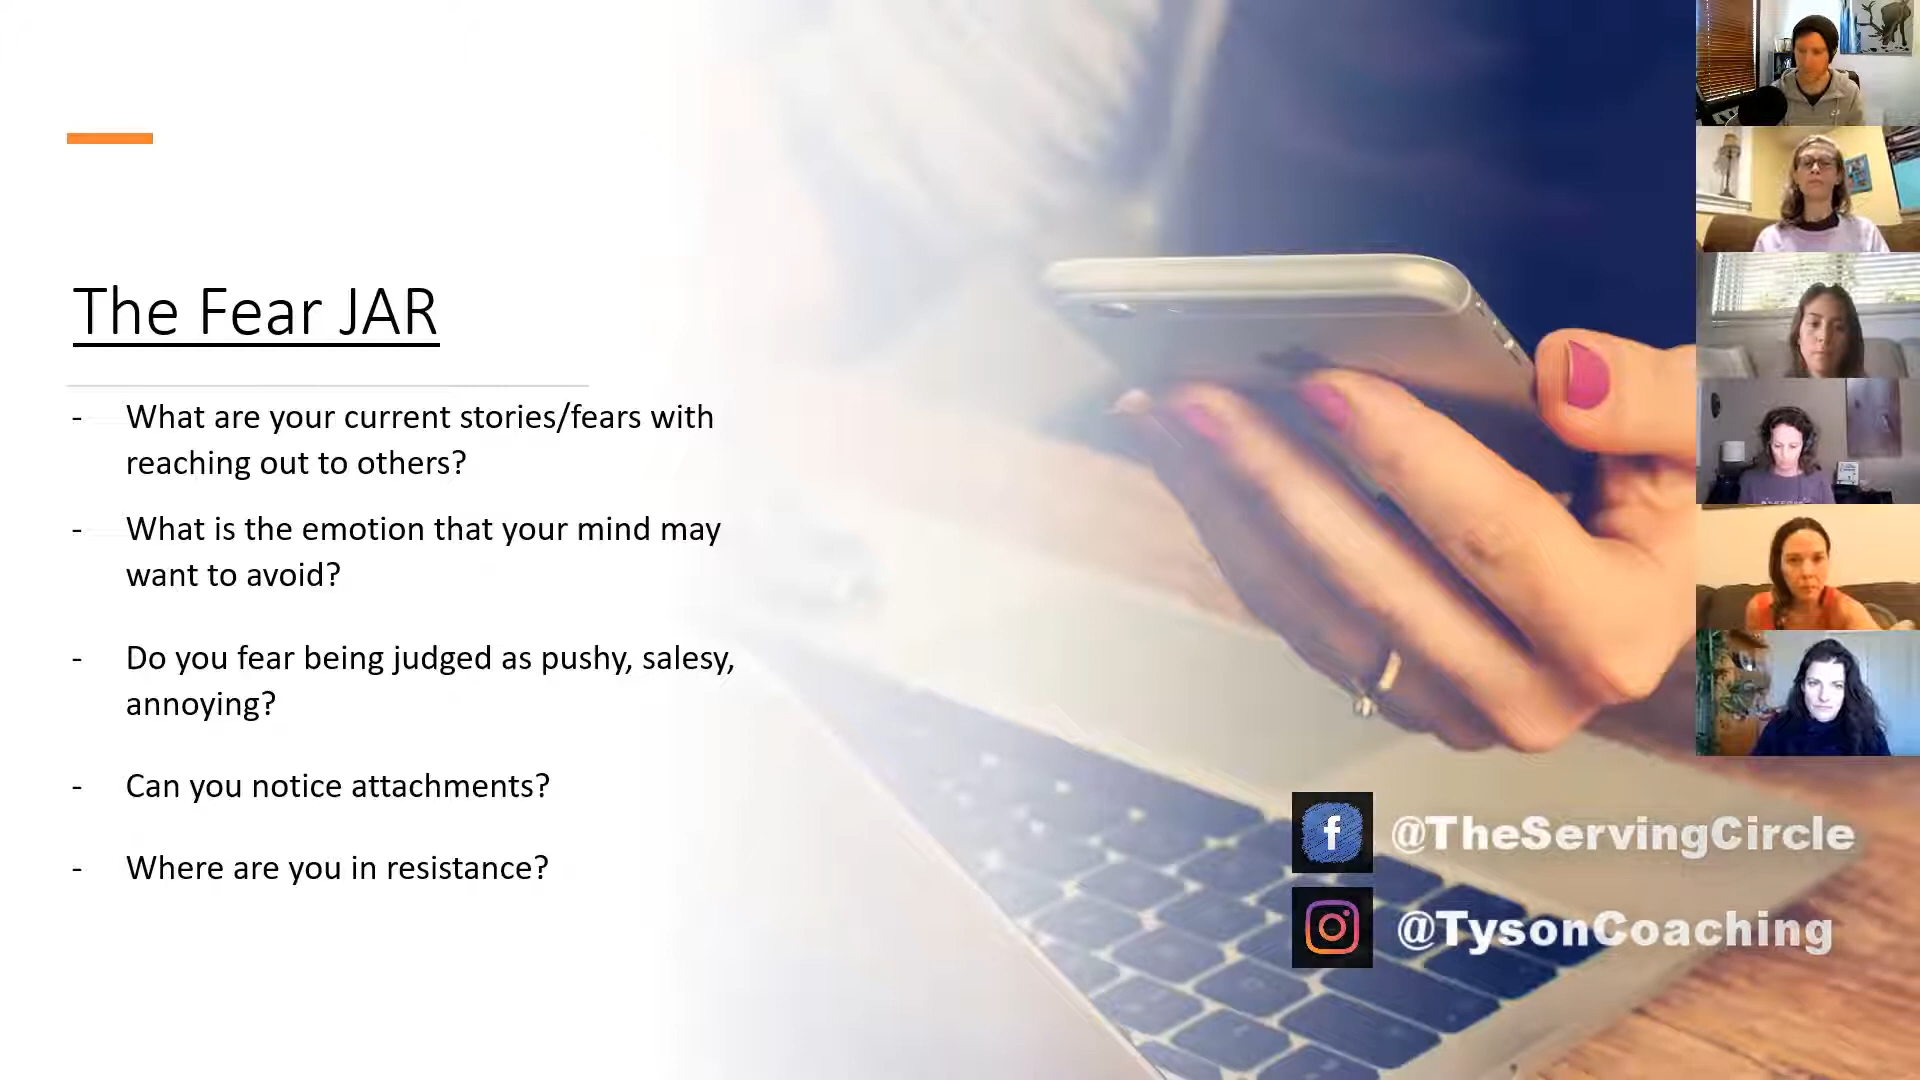 The Fear JAR
- What are your current stories/fears with
reaching out to others?
- What is the emotion that your mind may
want to avoid?
- Do you fear being judged as pushy, salesy,
annoying?
- Can you notice attachments?
- Where are you in resistance?
@TheServingCircle
@TysonCoaching